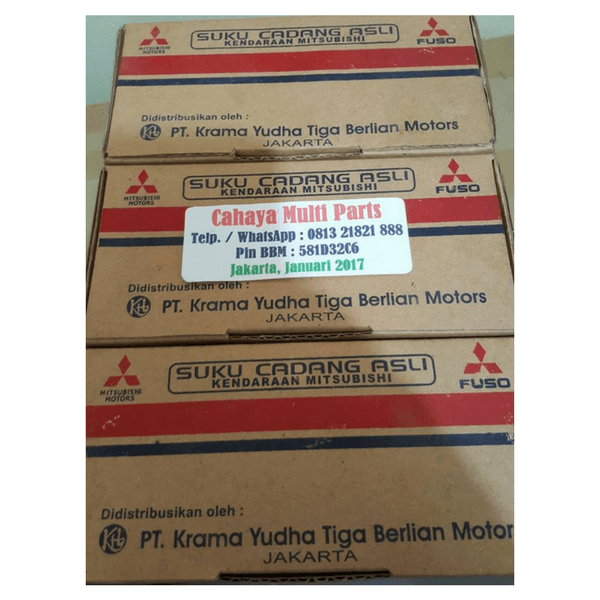 SUKU CADANG ASLI
KENDARAAN MITSUBISHI
MITSUBISHI
MOTORS
FUSO
Didistribusikan oleh :
PT. Krama Yudha Tiga Berlian Motors
JAKARTA
SUKU CADANG ASLI
KENDARAAN MITSUBISHI
MITSUBISHI
MOTORS
FUSO
Cahaya Multi Parts
Telp. / WhatsApp : 0813 21821 888
Pin BBM : 581D32C6
Jakarta, Januari 2017
Didistribusikan oleh :
PT. Krama Yudha Tiga Berlian Motors
JAKARTA
SUKU CADANG ASLI
KENDARAAN MITSUBISHI
MITSUBISHI
MOTORS
FUSO
Didistribusikan oleh :
PT. Krama Yudha Tiga Berlian Motor
JAKARTA